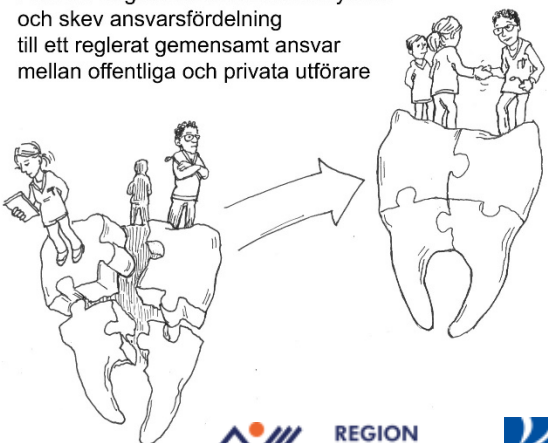 och skev ansvarsfördelning
till ett reglerat gemensamt ansvar
mellan offentliga och privata utförare
REGION